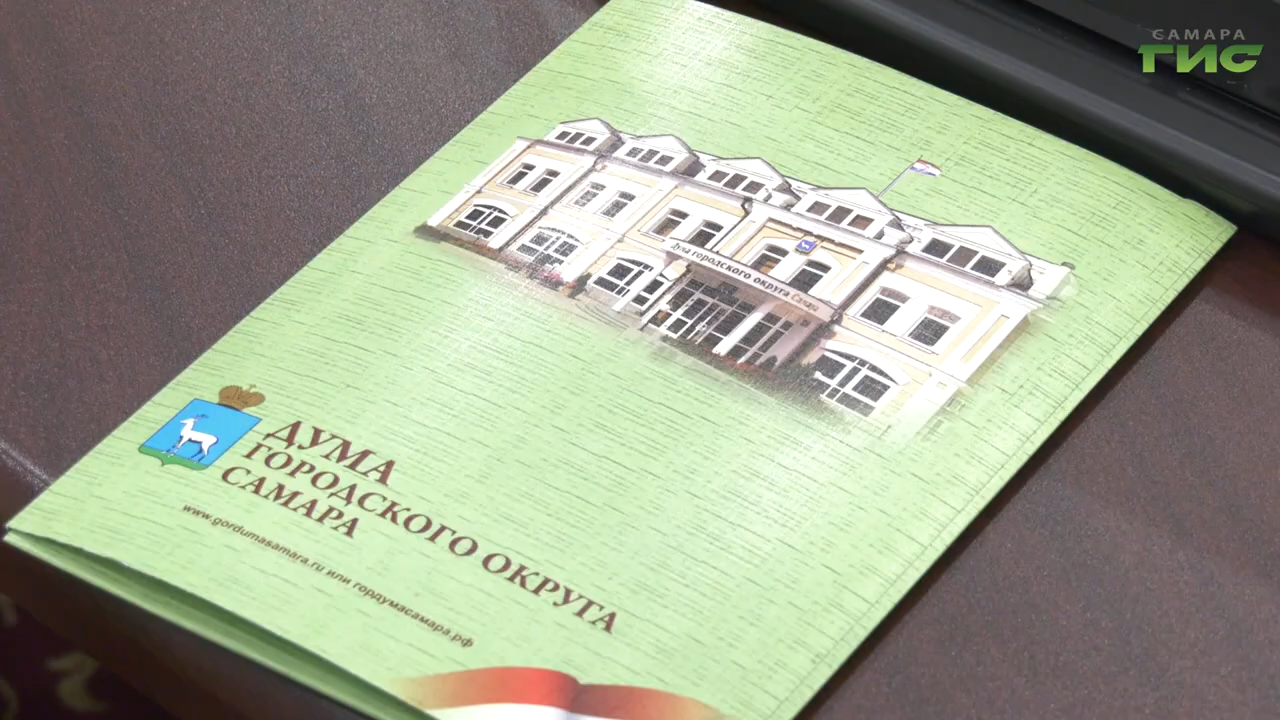 САМАРА
ГИС
Дума городского округа Самара
ДУМА
ГОРОДСКОГО ОКРУГА
САМАРА
www.gordumasamara.ru или гордумасамара.рф